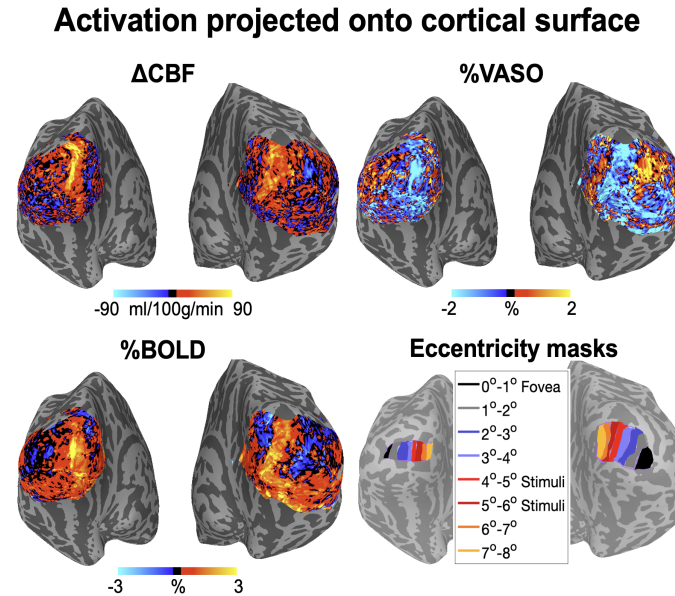 Activation projected onto cortical surface
ΔCBF
%VASO
-90 ml/100g/min 90
-2 % 2
%BOLD
Eccentricity masks
0°-1° Fovea
1°-2°
2°-3°
3°-4°
4°-5° Stimuli
5°-6° Stimuli
6°-7°
7°-8°
-3 % 3